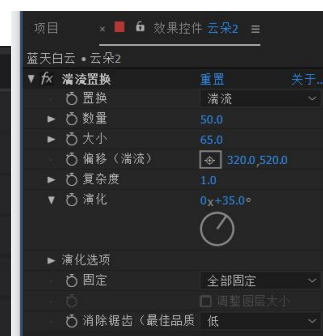 项目 × 效果控件 云朵2 ≡
蓝天白云 • 云朵2
fx 湍流置换 重置 关于...
置换 湍流
数量 50.0
大小 65.0
偏移（湍流） 320.0,520.0
复杂度 1.0
演化 0x+35.0°
演化选项
固定 全部固定
调整图层大小
消除锯齿（最佳品质 低